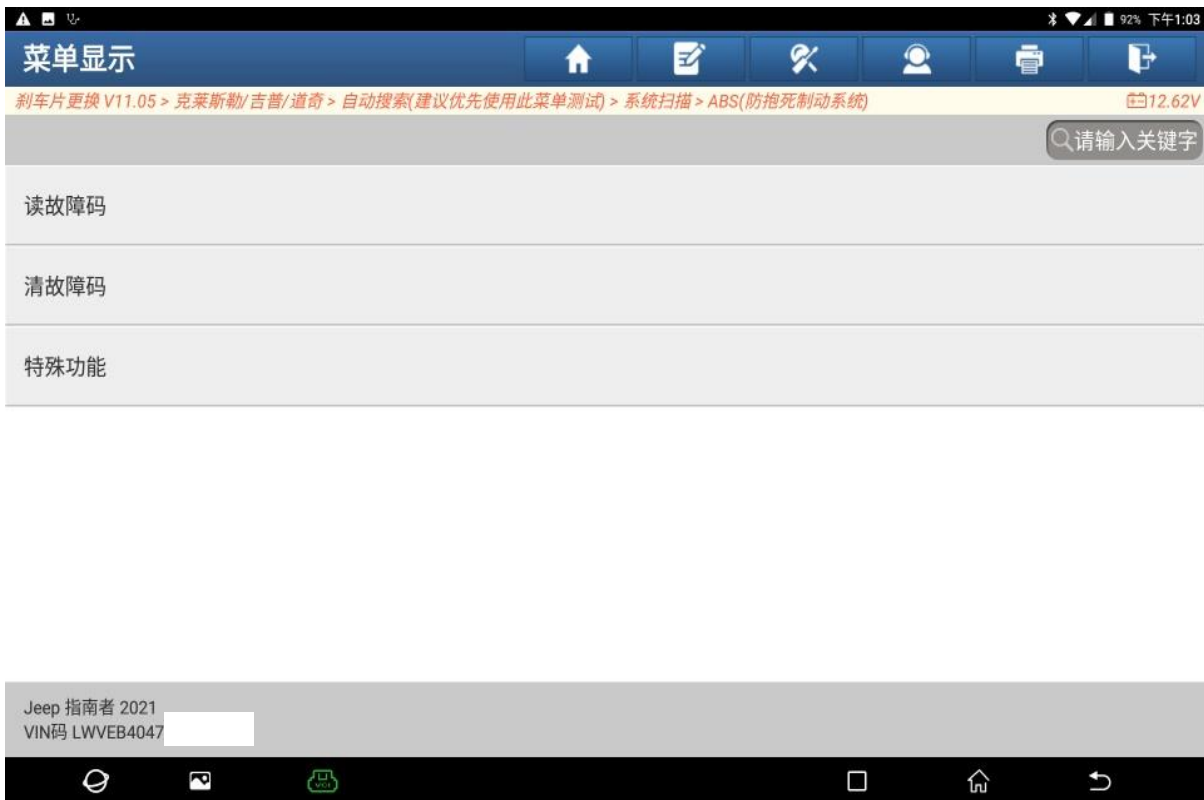 92% 下午1:03
菜单显示
刹车片更换 V11.05 > 克莱斯勒/吉普/道奇 > 自动搜索(建议优先使用此菜单测试) > 系统扫描 > ABS(防抱死制动系统) 12.62V
请输入关键字
读故障码
清故障码
特殊功能
Jeep 指南者 2021
VIN码 LWVEB4047
VCI